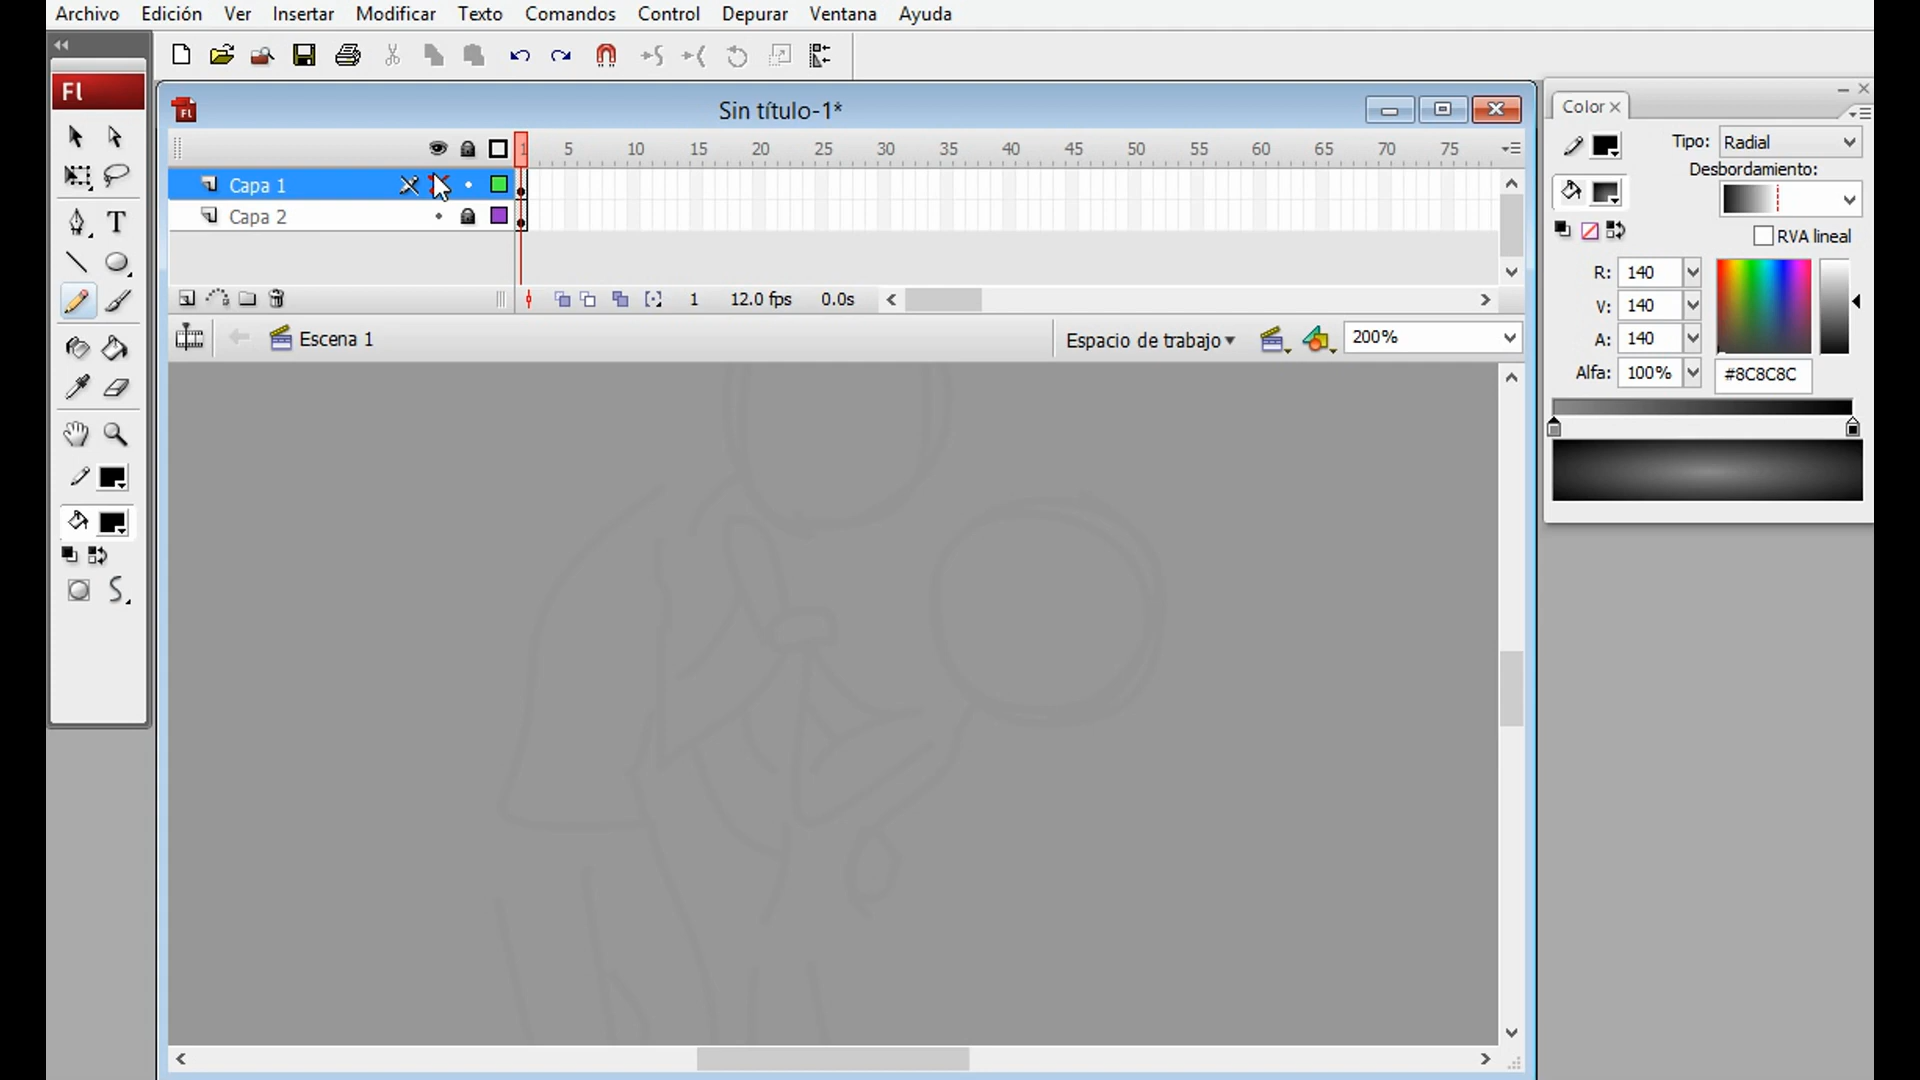 Archivo Edición Ver Insertar Modificar Texto Comandos Control Depurar Ventana Ayuda
Fl
Sin título-1*
1 5 10 15 20 25 30 35 40 45 50 55 60 65 70 75
Capa 1
Capa 2
1 12.0 fps 0.0s
Escena 1
Espacio de trabajo
200%
Color
Tipo: Radial
Desbordamiento:
RVA lineal
R: 140
V: 140
A: 140
Alfa: 100% #8C8C8C
T